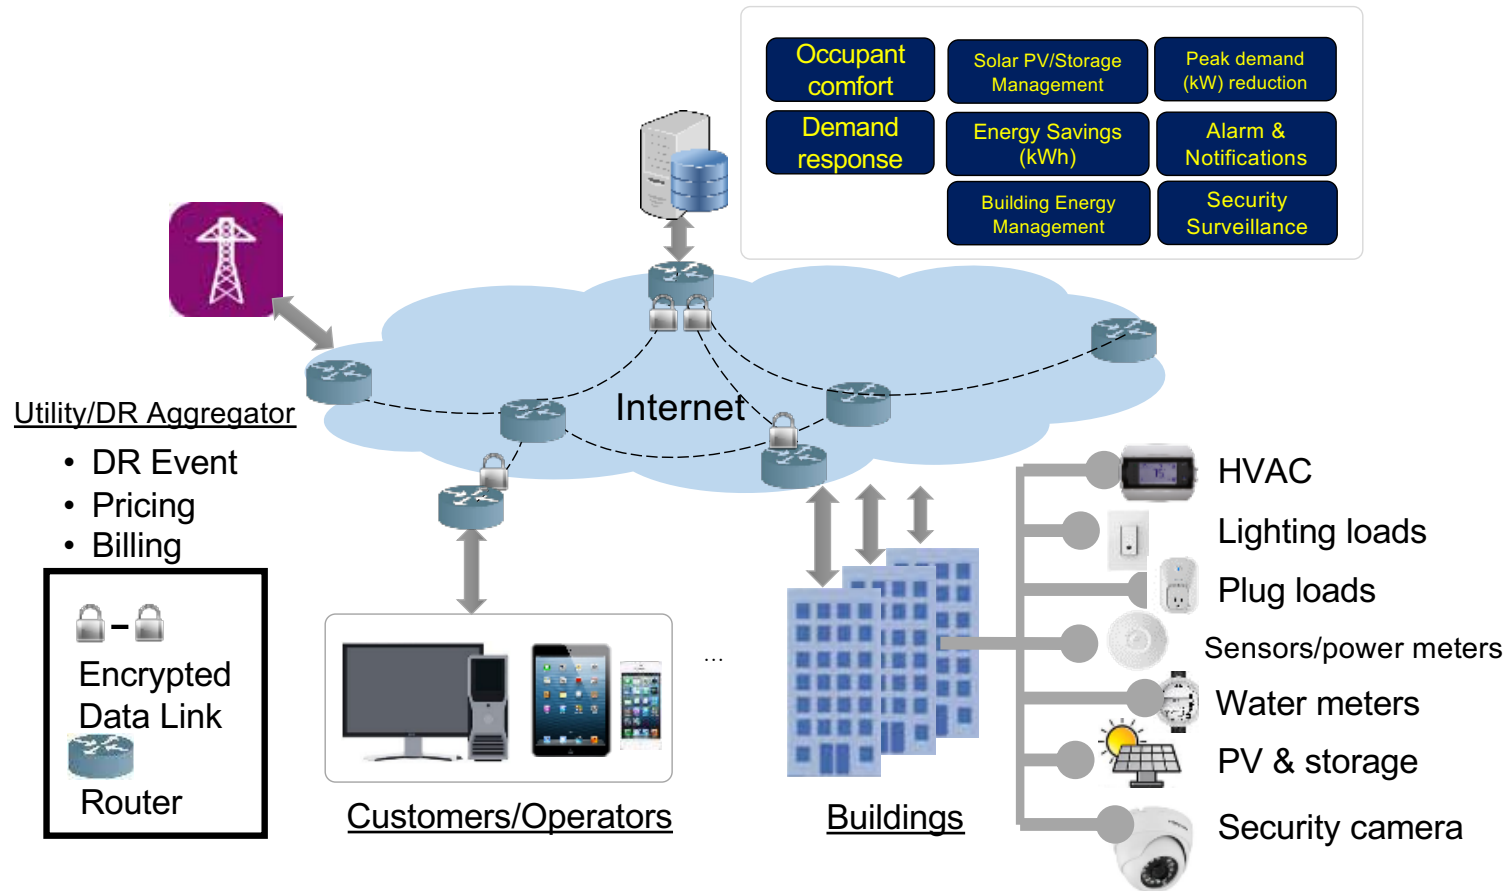 Occupant
comfort
Solar PV/Storage
Management
Peak demand
(kW) reduction
Demand
response
Energy Savings
(kWh)
Alarm &
Notifications
Building Energy
Management
Security
Surveillance
Internet
Utility/DR Aggregator
• DR Event
• Pricing
• Billing
Encrypted
Data Link
Router
Customers/Operators
...
Buildings
HVAC
Lighting loads
Plug loads
Sensors/power meters
Water meters
PV & storage
Security camera